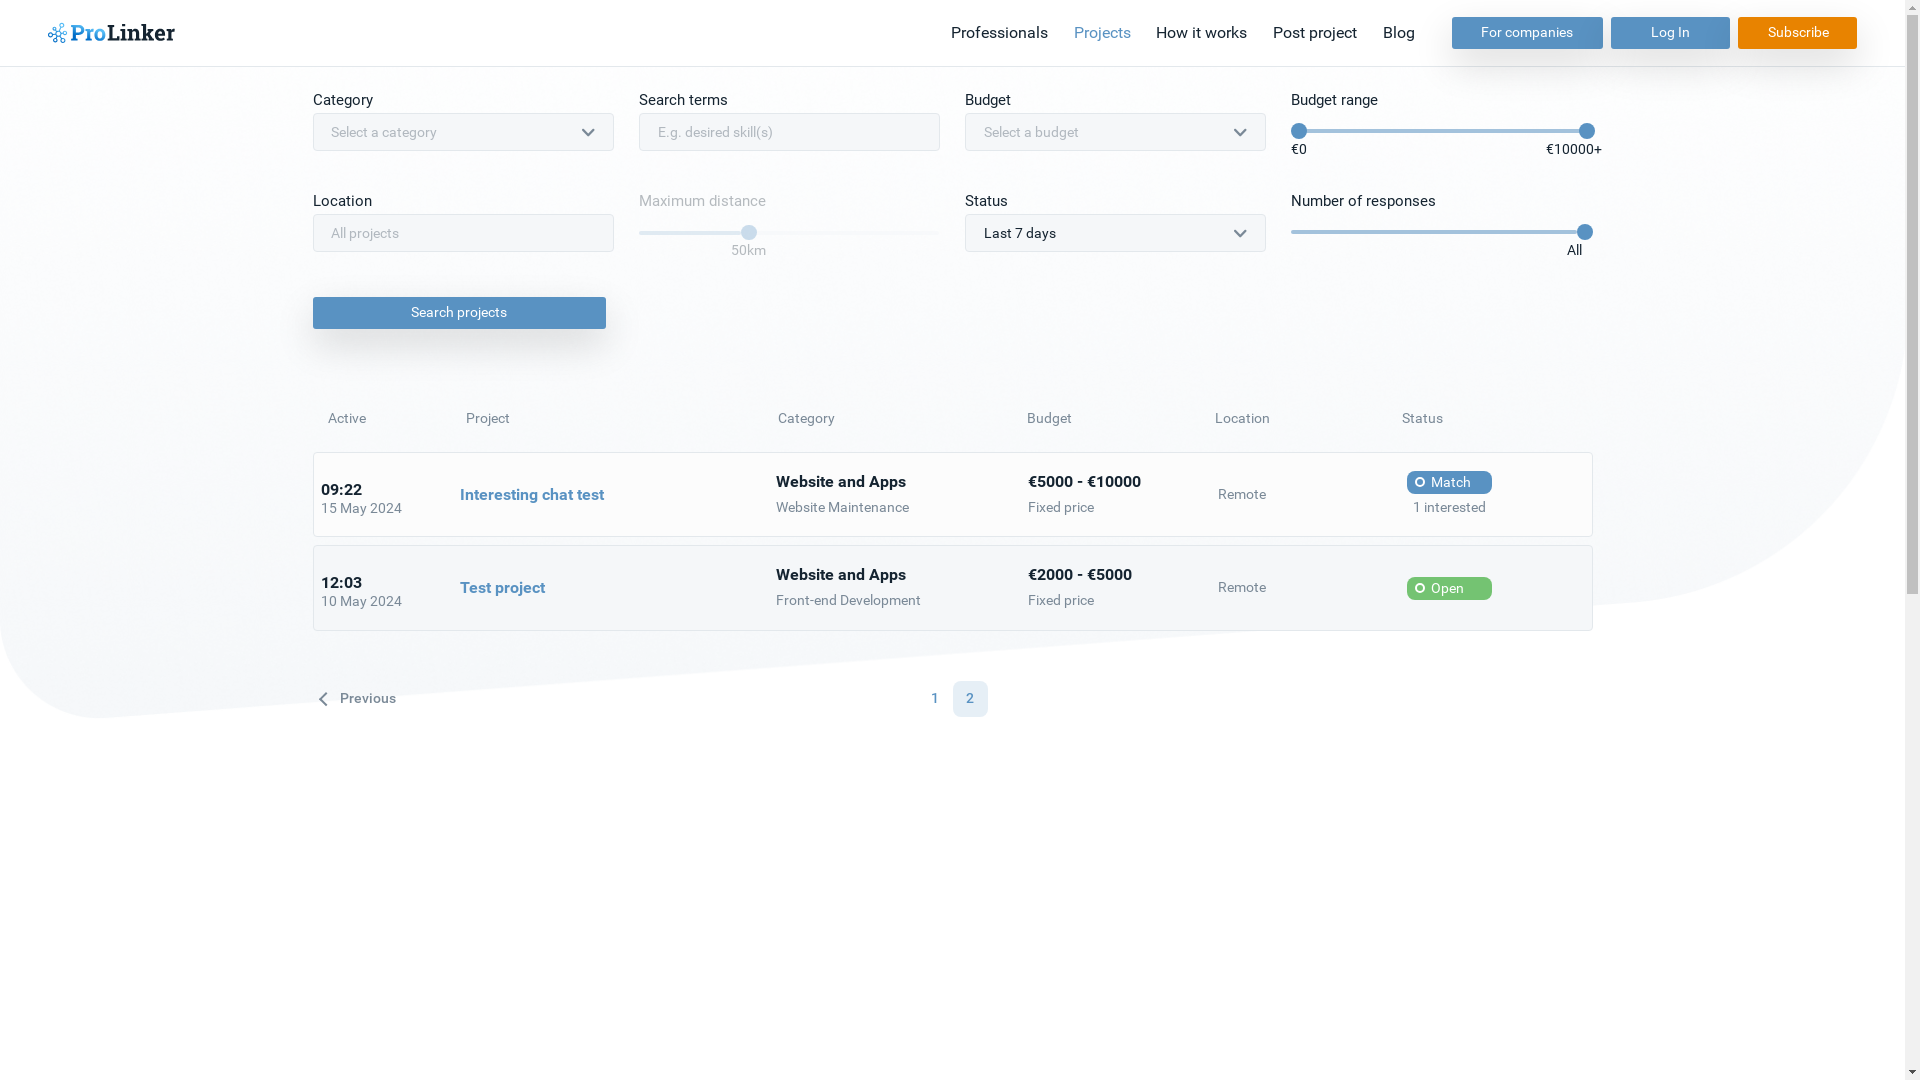 ProLinker
Professionals Projects How it works Post project Blog For companies Log In Subscribe
Category Search terms Budget Budget range
Select a category E.g. desired skill(s) Select a budget
€0 €10000+
Location Maximum distance Status Number of responses
All projects Last 7 days
50km All
Search projects
Active Project Category Budget Location Status
09:22 Interesting chat test Website and Apps €5000 - €10000 Remote Match
15 May 2024 Website Maintenance Fixed price 1 interested
12:03 Test project Website and Apps €2000 - €5000 Remote Open
10 May 2024 Front-end Development Fixed price
Previous 1 2